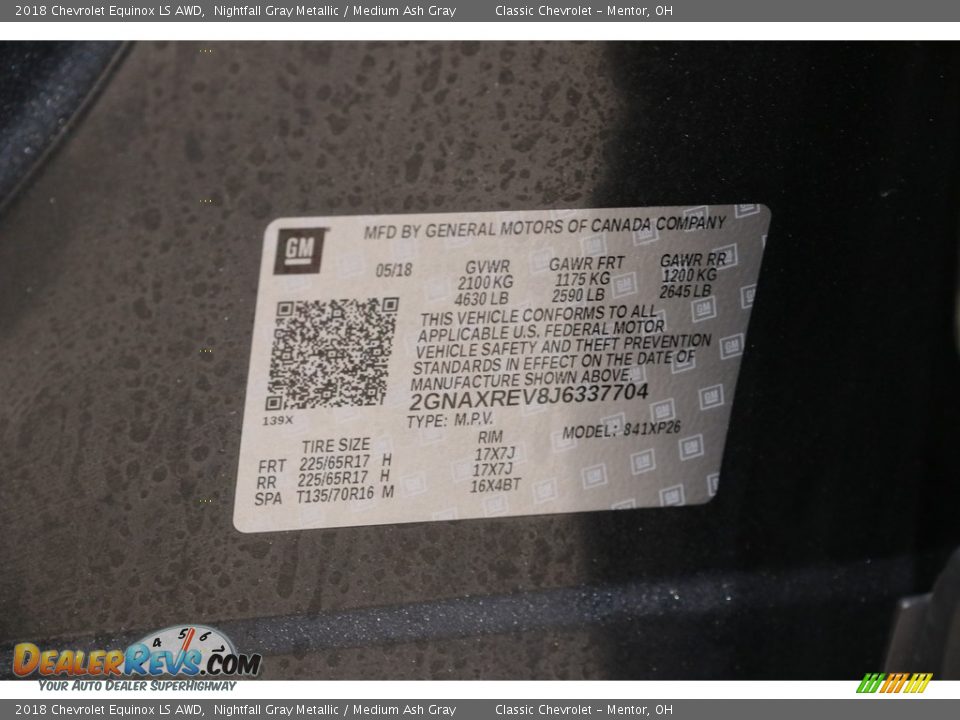 2018 Chevrolet Equinox LS AWD,  Nightfall Gray Metallic / Medium Ash Gray  Classic Chevrolet – Mentor, OH
GM
MFD BY GENERAL MOTORS OF CANADA COMPANY
05/18
GVWR GAWR FRT GAWR RR
2100 KG 1175 KG 1200 KG
4630 LB 2590 LB 2645 LB
THIS VEHICLE CONFORMS TO ALL
APPLICABLE U.S. FEDERAL MOTOR
VEHICLE SAFETY AND THEFT PREVENTION
STANDARDS IN EFFECT ON THE DATE OF
MANUFACTURE SHOWN ABOVE.
2GNAXREV8J6337704
139X
TYPE: M.P.V. MODEL: 841XP26
TIRE SIZE RIM
FRT 225/65R17 H 17X7J
RR 225/65R17 H 17X7J
SPA T135/70R16 M 16X4BT
4 5 6
DEALERREVS.COM
YOUR AUTO DEALER SUPERHIGHWAY
2018 Chevrolet Equinox LS AWD,  Nightfall Gray Metallic / Medium Ash Gray  Classic Chevrolet – Mentor, OH